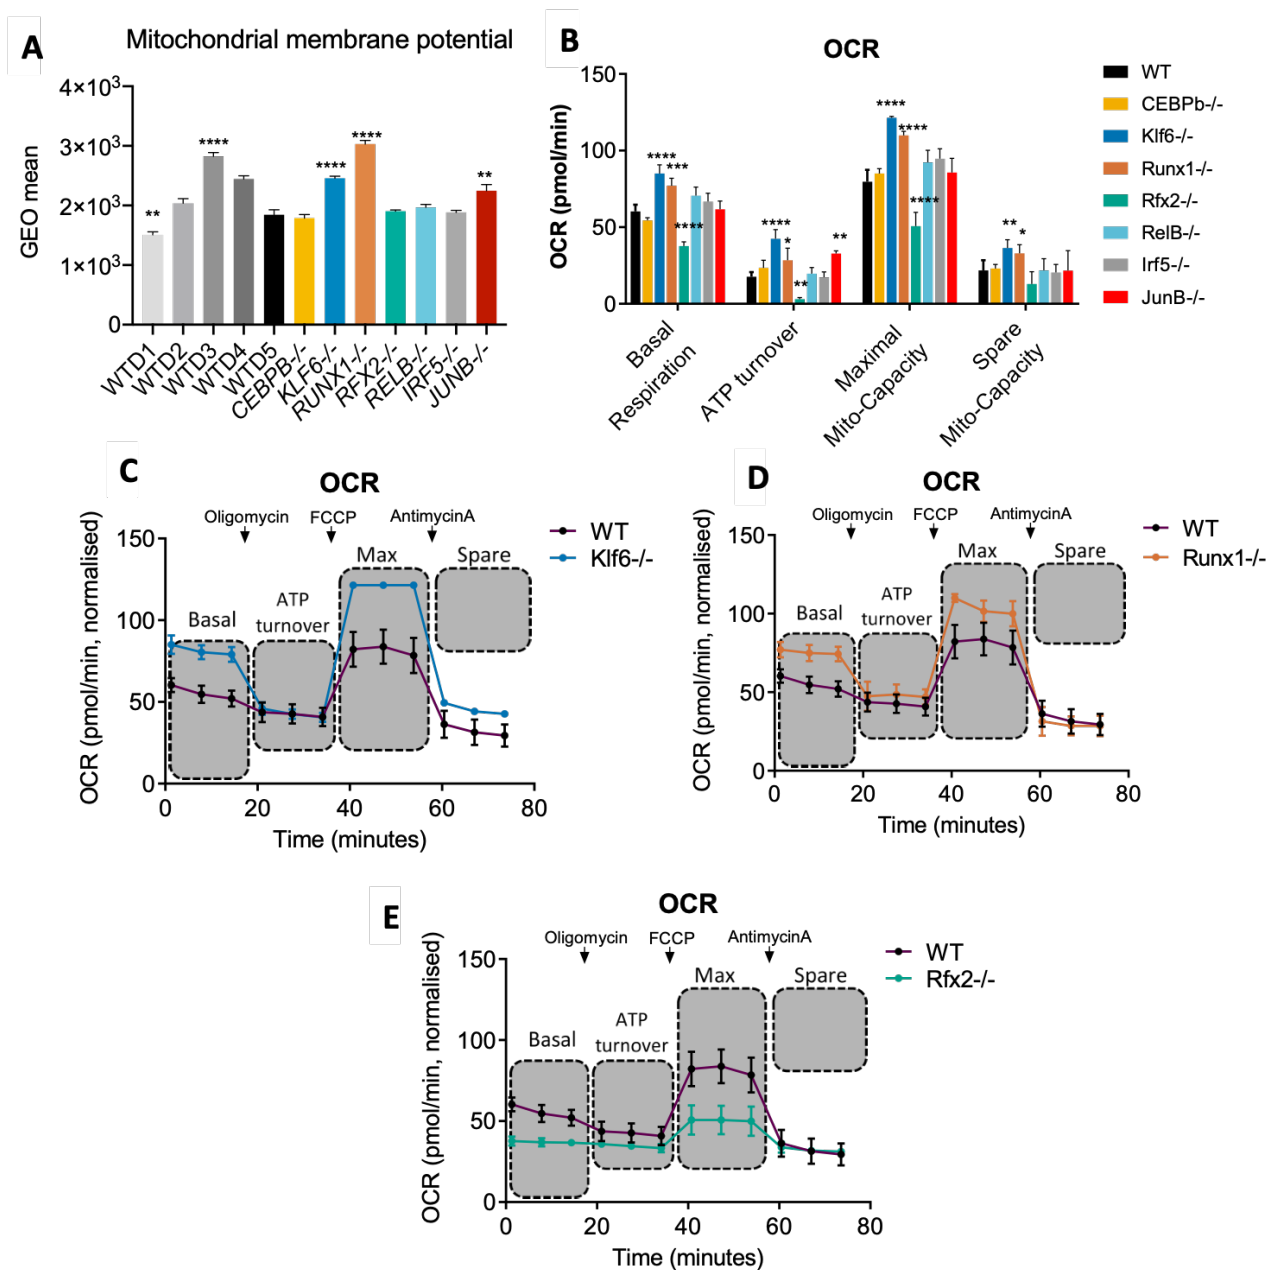 A
Mitochondrial membrane potential
GEO mean
4×10³
3×10³
2×10³
1×10³
0
**
****
****
****
**
WTD1
WTD2
WTD3
WTD4
WTD5
CEBPB-/-
KLF6-/-
RUNX1-/-
RFX2-/-
RELB-/-
IRF5-/-
JUNB-/-
B
OCR
OCR (pmol/min)
150
100
50
0
****
***
****
****
*
**
**
****
****
****
**
*
Basal
Respiration
ATP turnover
Maximal
Mito-Capacity
Spare
Mito-Capacity
WT
CEBPb-/-
Klf6-/-
Runx1-/-
Rfx2-/-
RelB-/-
Irf5-/-
JunB-/-
C
OCR
Oligomycin
FCCP
AntimycinA
OCR (pmol/min, normalised)
150
100
50
0
Basal
ATP
turnover
Max
Spare
0 20 40 60 80
Time (minutes)
WT
Klf6-/-
D
OCR
Oligomycin
FCCP
AntimycinA
OCR (pmol/min, normalised)
150
100
50
0
Basal
ATP
turnover
Max
Spare
0 20 40 60 80
Time (minutes)
WT
Runx1-/-
E
OCR
Oligomycin
FCCP
AntimycinA
OCR (pmol/min, normalised)
150
100
50
0
Basal
ATP
turnover
Max
Spare
0 20 40 60 80
Time (minutes)
WT
Rfx2-/-